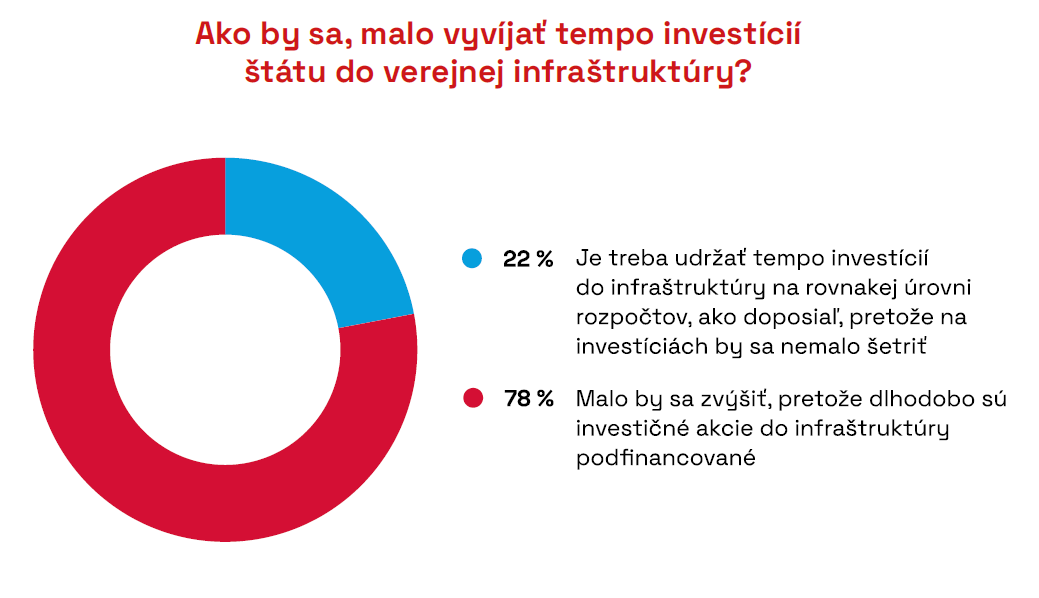 Ako by sa, malo vyvíjať tempo investícií
štátu do verejnej infraštruktúry?
22 % Je treba udržať tempo investícií
do infraštruktúry na rovnakej úrovni
rozpočtov, ako doposiaľ, pretože na
investíciách by sa nemalo šetriť
78 % Malo by sa zvýšiť, pretože dlhodobo sú
investičné akcie do infraštruktúry
podfinancované